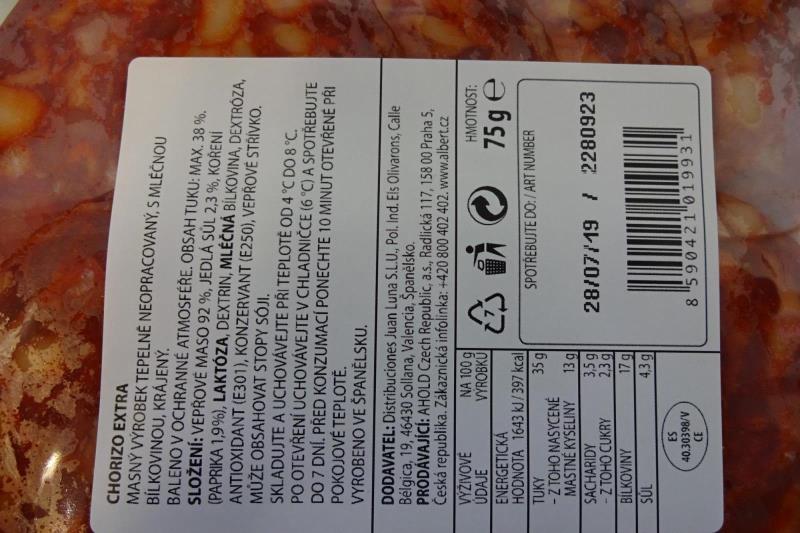 CHORIZO EXTRA
MASNÝ VÝROBEK TEPELNĚ NEOPRACOVANÝ, S MLÉČNOU
BÍLKOVINOU, KRÁJENÝ.
BALENO V OCHRANNÉ ATMOSFÉŘE. OBSAH TUKU: MAX. 38 %.
SLOŽENÍ: VEPŘOVÉ MASO 92 %, JEDLÁ SŮL 2,3 %, KOŘENÍ
(PAPRIKA 1,9%), LAKTÓZA, DEXTRIN, MLÉČNÁ BÍLKOVINA, DEXTRÓZA,
ANTIOXIDANT (E301), KONZERVANT (E250), VEPŘOVÉ STŘÍVKO.
MŮŽE OBSAHOVAT STOPY SÓJI.
SKLADUJTE A UCHOVÁVEJTE PŘI TEPLOTĚ OD 4 °C DO 8 °C.
PO OTEVŘENÍ UCHOVÁVEJTE V CHLADNIČCE (6 °C) A SPOTŘEBUJTE
DO 7 DNÍ. PŘED KONZUMACÍ PONECHTE 10 MINUT OTEVŘENÉ PŘI
POKOJOVÉ TEPLOTĚ.
VYROBENO VE ŠPANĚLSKU.
DODAVATEL: Distribuciones Juan Luna S.L.U., Pol. Ind. Els Olivarons, Calle
Bélgica, 19, 46430 Sollana, Valencia, Španělsko.
PRODÁVAJÍCÍ: AHOLD Czech Republic, a.s., Radlická 117, 158 00 Praha 5,
Česká republika. Zákaznická infolinka: +420 800 402 402. www.albert.cz
VÝŽIVOVÉ NA 100 g
ÚDAJE VÝROBKU
ENERGETICKÁ
HODNOTA 1643 kJ / 397 kcal
TUKY 35 g
- Z TOHO NASYCENÉ
MASTNÉ KYSELINY 13 g
SACHARIDY 3,5 g
- Z TOHO CUKRY 2,3 g
BÍLKOVINY 17 g
SŮL 4,3 g
HMOTNOST:
75 g e
SPOTŘEBUJTE DO: / ART NUMBER
28/07/19 / 2280923
8 590421 019931
ES
40.30398/V
CE